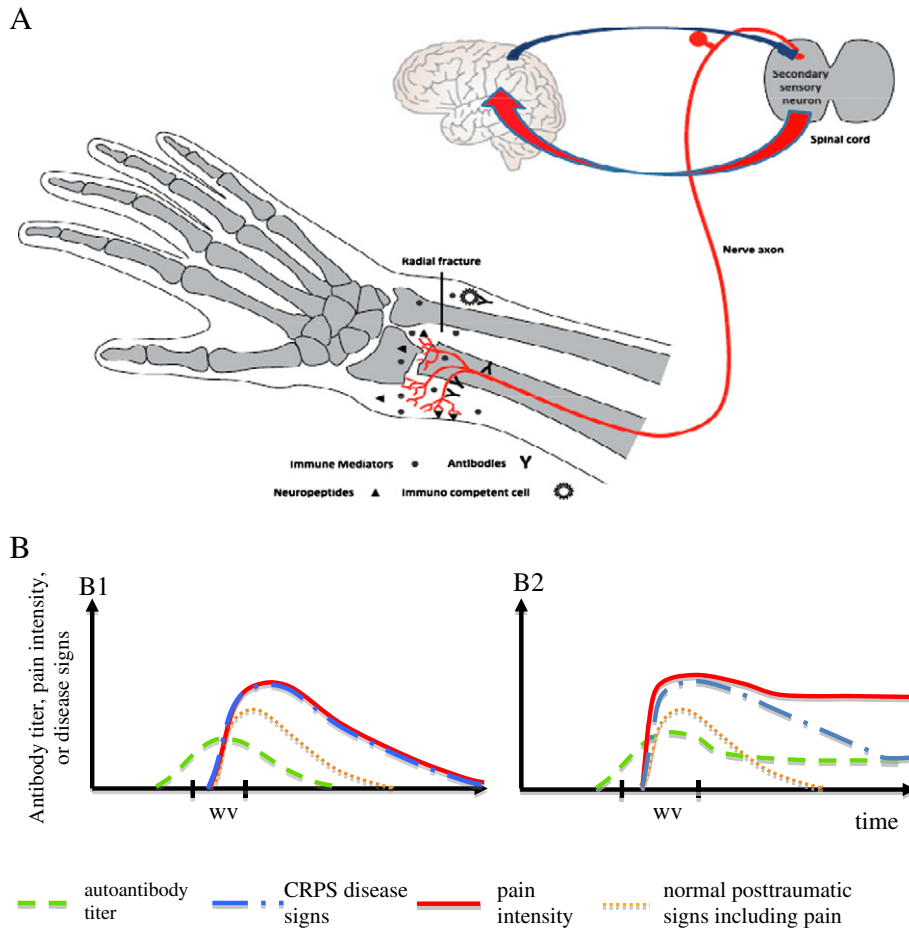 A
Secondary
sensory
neuron
Spinal cord
Nerve axon
Radial fracture
Immune Mediators
Antibodies
Neuropeptides
Immuno competent cell
B
Antibody titer, pain intensity,
or disease signs
B1
wv
B2
wv
time
autoantibody
titer
CRPS disease
signs
pain
intensity
normal posttraumatic
signs including pain